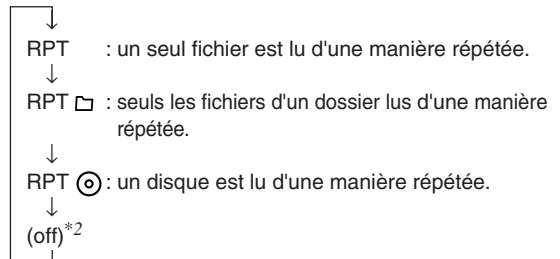 RPT : un seul fichier est lu d'une manière répétée.
RPT : seuls les fichiers d'un dossier lus d'une manière
répétée.
RPT : un disque est lu d'une manière répétée.
(off)*2